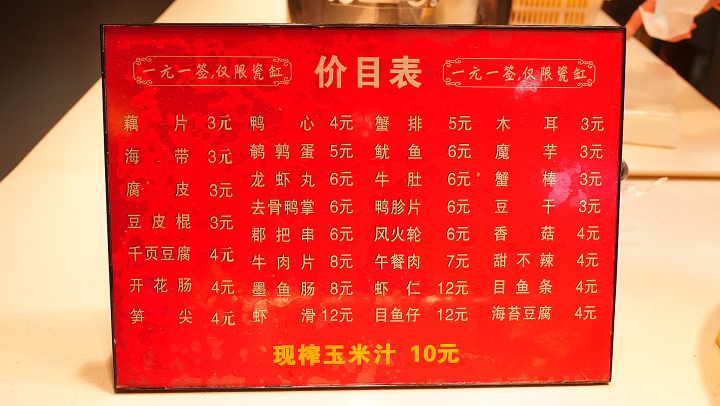 一元一签,仅限瓷缸 价目表 一元一签,仅限瓷缸
藕片 3元 鸭心 4元 蟹排 5元 木耳 3元
海带 3元 鹌鹑蛋 5元 鱿鱼 6元 魔芋 3元
腐皮 3元 龙虾丸 6元 牛肚 6元 蟹棒 3元
豆皮棍 3元 去骨鸭掌 6元 鸭胗片 6元 豆干 3元
千页豆腐 4元 郡把串 6元 风火轮 6元 香菇 4元
开花肠 4元 牛肉片 8元 午餐肉 7元 甜不辣 4元
笋尖 4元 墨鱼肠 8元 虾仁 12元 目鱼条 4元
虾滑 12元 目鱼仔 12元 海苔豆腐 4元
现榨玉米汁 10元